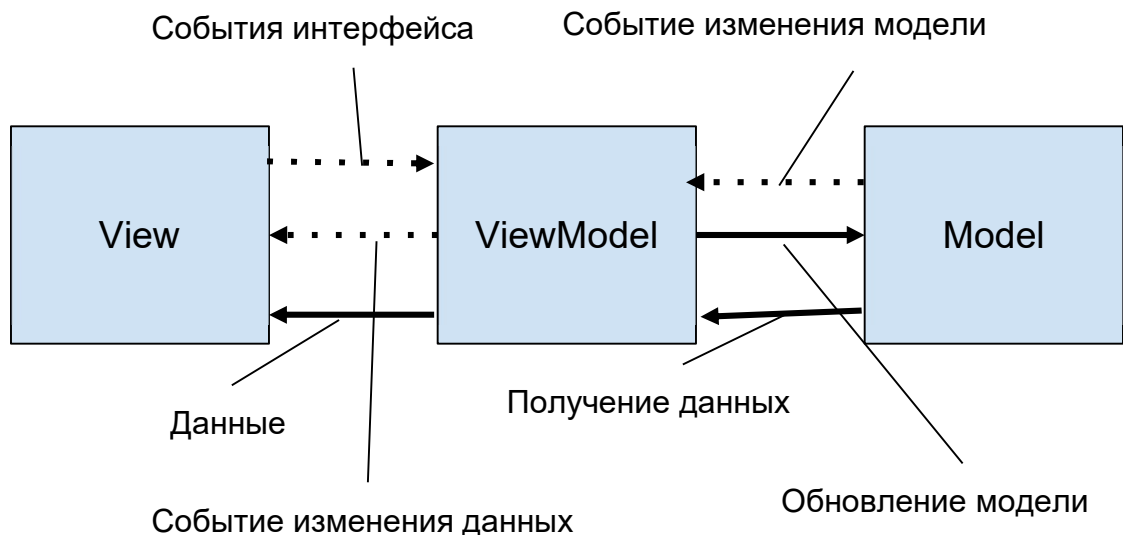 События интерфейса
Событие изменения модели
View
ViewModel
Model
Данные
Получение данных
Событие изменения данных
Обновление модели